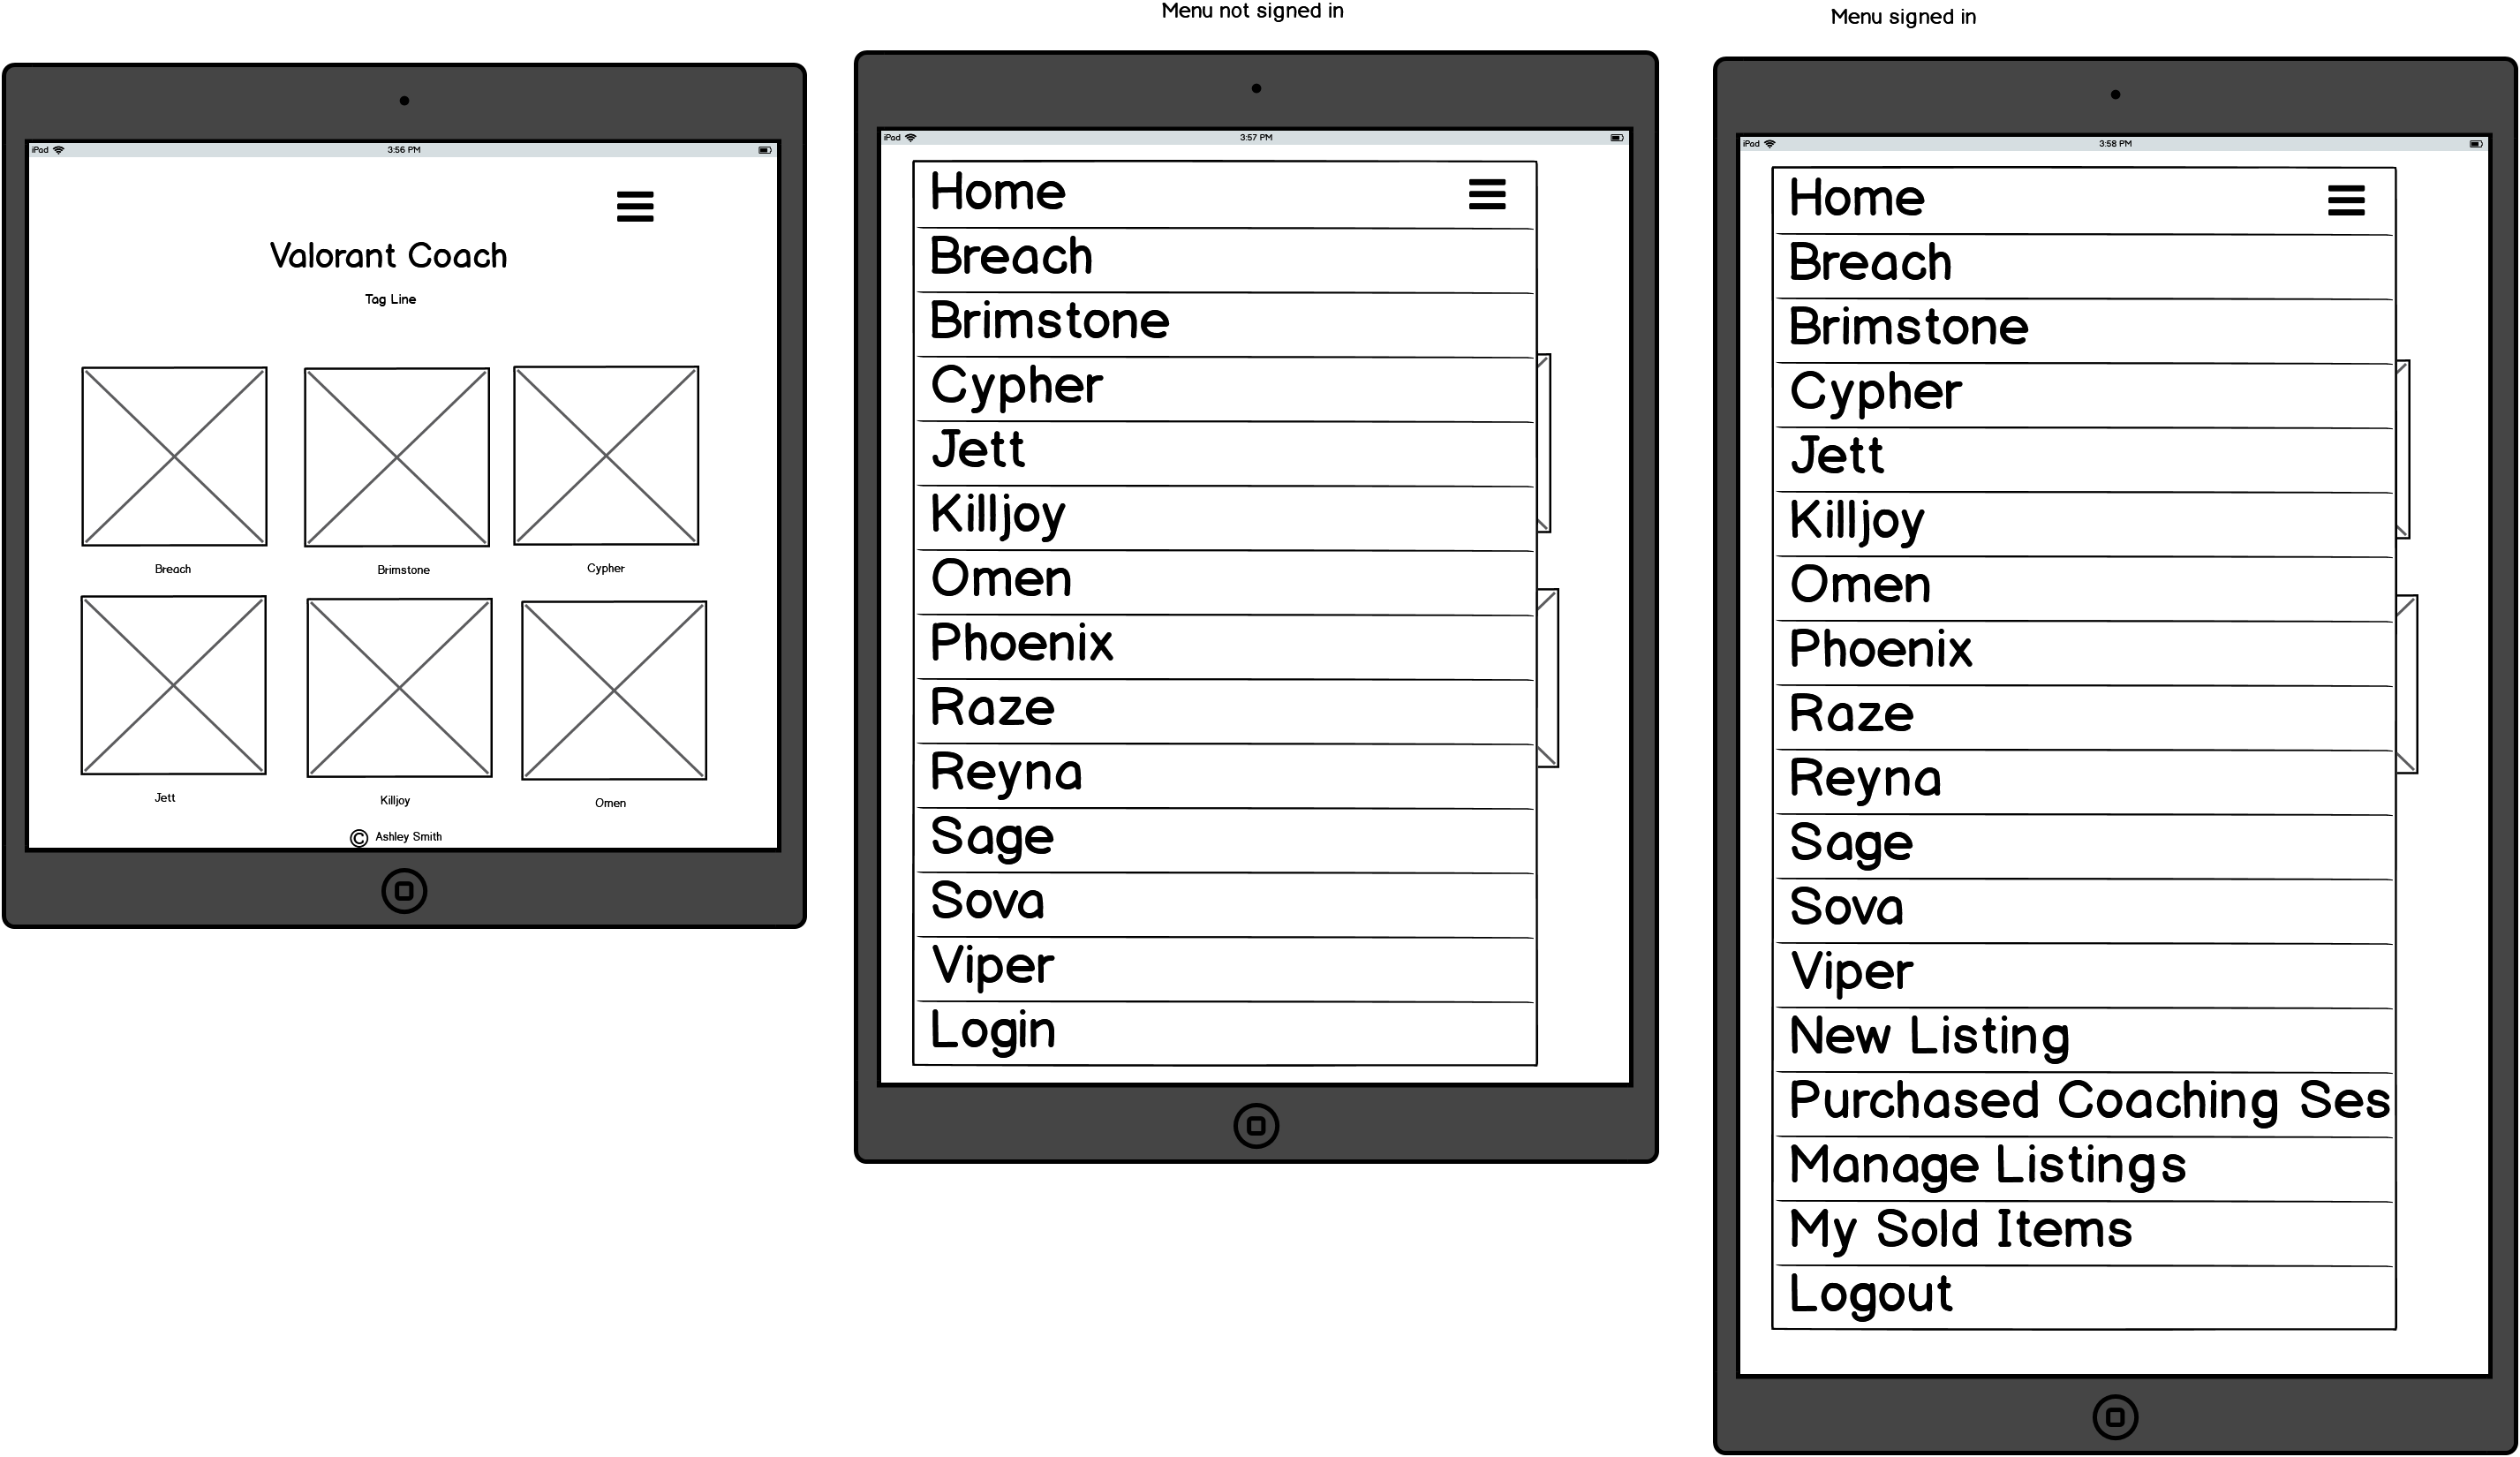 Menu not signed in
Menu signed in
iPad 3:56 PM
Valorant Coach
Tag Line
Breach Brimstone Cypher
Jett Killjoy Omen
© Ashley Smith
iPad 3:57 PM
Home
Breach
Brimstone
Cypher
Jett
Killjoy
Omen
Phoenix
Raze
Reyna
Sage
Sova
Viper
Login
iPad 3:58 PM
Home
Breach
Brimstone
Cypher
Jett
Killjoy
Omen
Phoenix
Raze
Reyna
Sage
Sova
Viper
New Listing
Purchased Coaching Ses
Manage Listings
My Sold Items
Logout